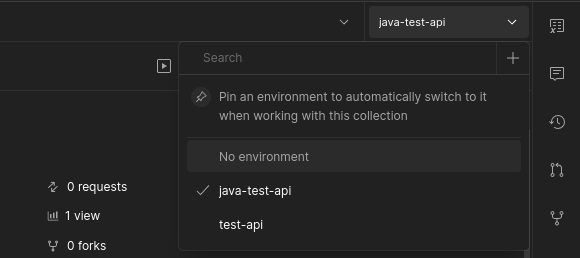 java-test-api
Search
Pin an environment to automatically switch to it
when working with this collection
No environment
java-test-api
test-api
0 requests
1 view
0 forks